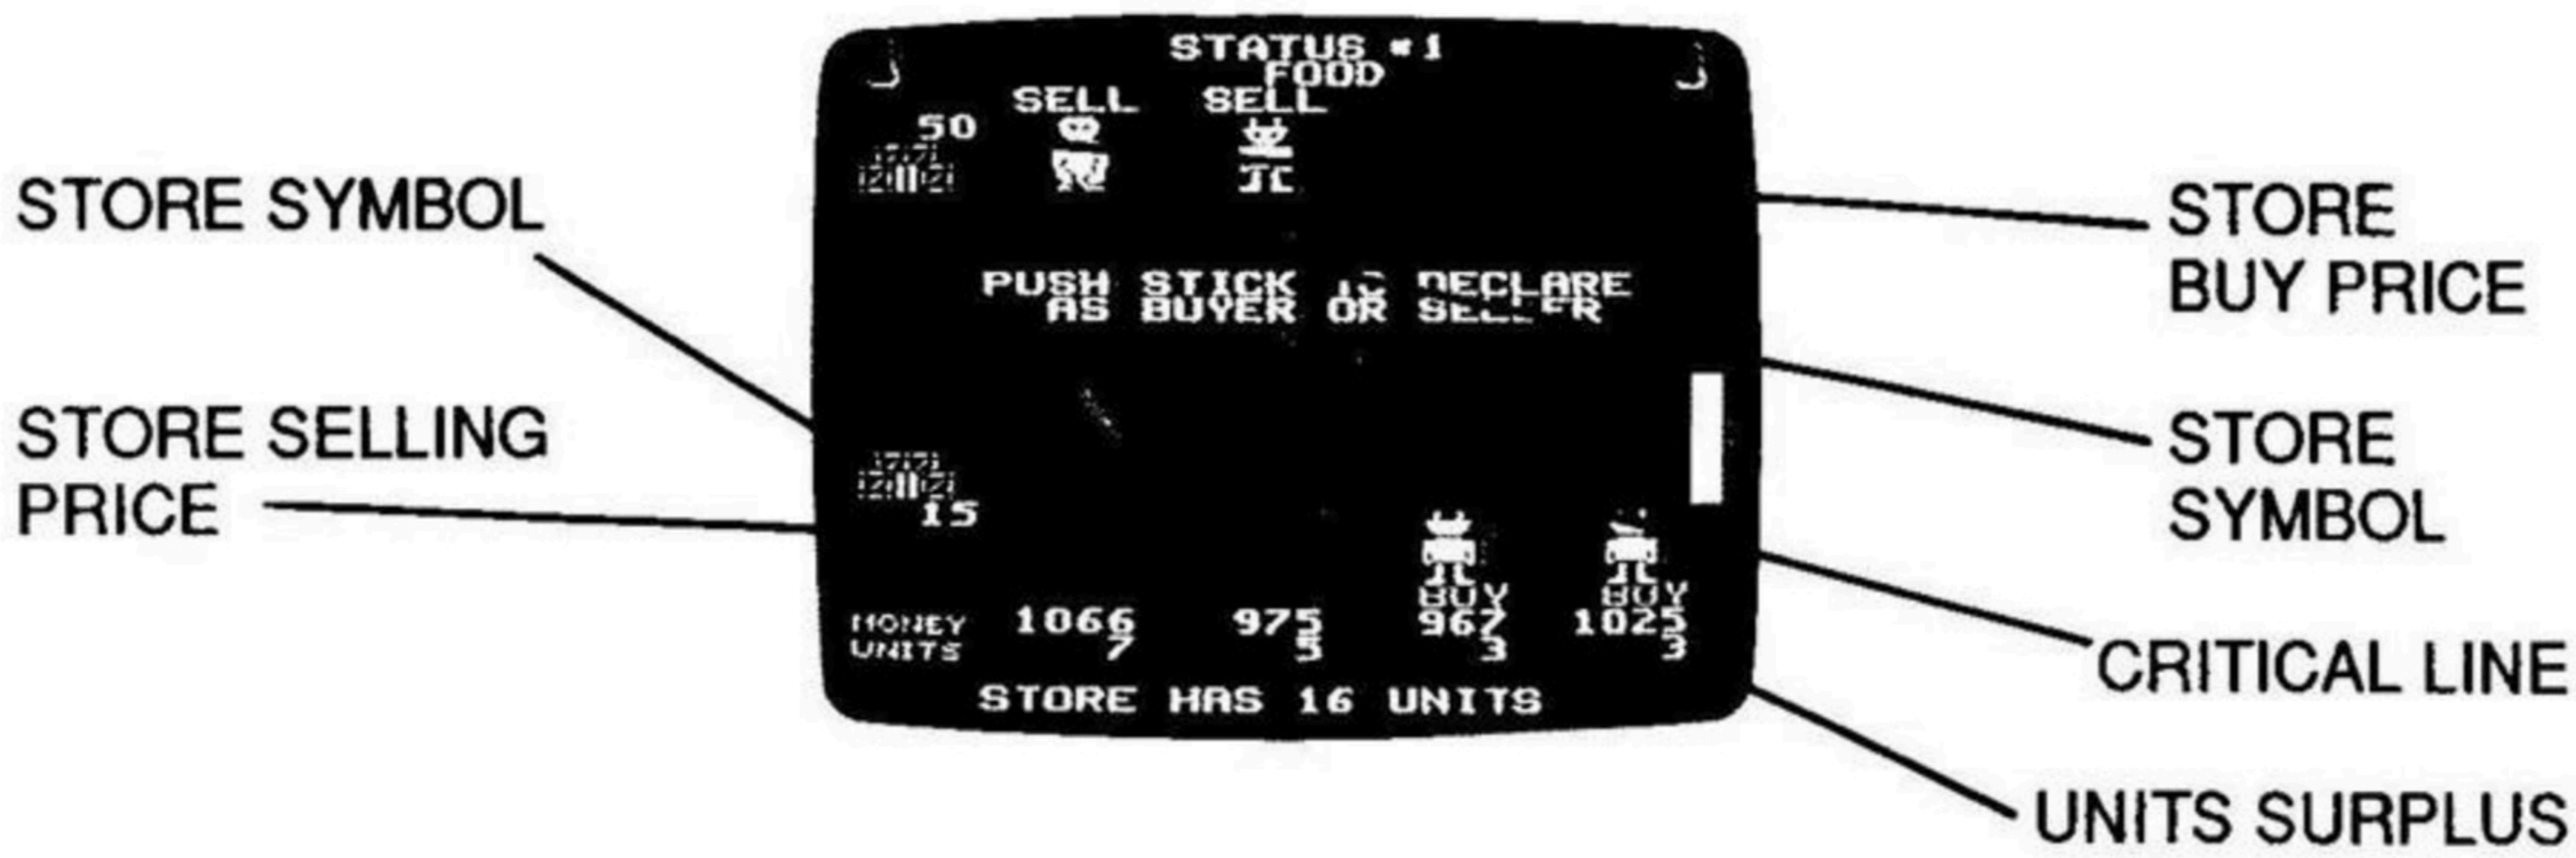 STATUS #1
FOOD
SELL SELL
50
STORE SYMBOL
STORE
BUY PRICE
PUSH STICK TO DECLARE
AS BUYER OR SELLER
STORE SELLING
PRICE
STORE
SYMBOL
15
BUY BUY
MONEY 1066 975 967 1025
UNITS 7 5 3 3
CRITICAL LINE
STORE HAS 16 UNITS
UNITS SURPLUS